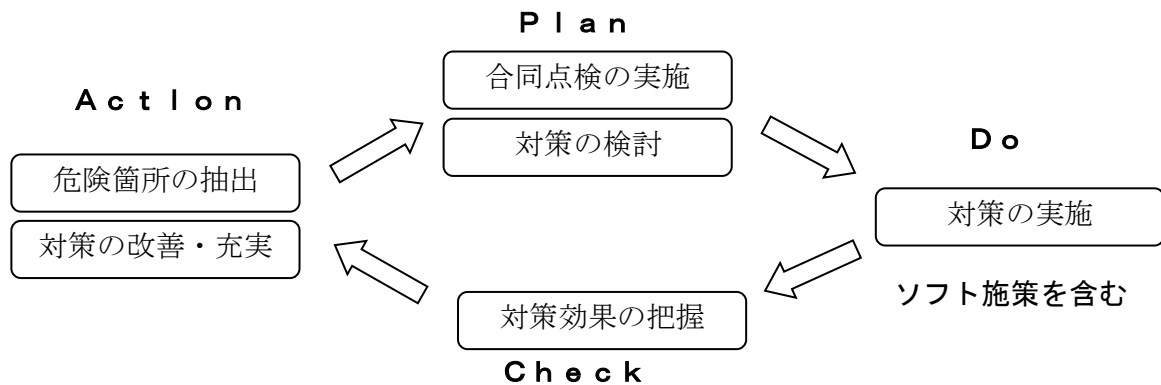 Ｐｌａｎ
合同点検の実施
対策の検討
Ａｃｔｌｏｎ
危険箇所の抽出
対策の改善・充実
Ｄｏ
対策の実施
ソフト施策を含む
対策効果の把握
Ｃｈｅｃｋ